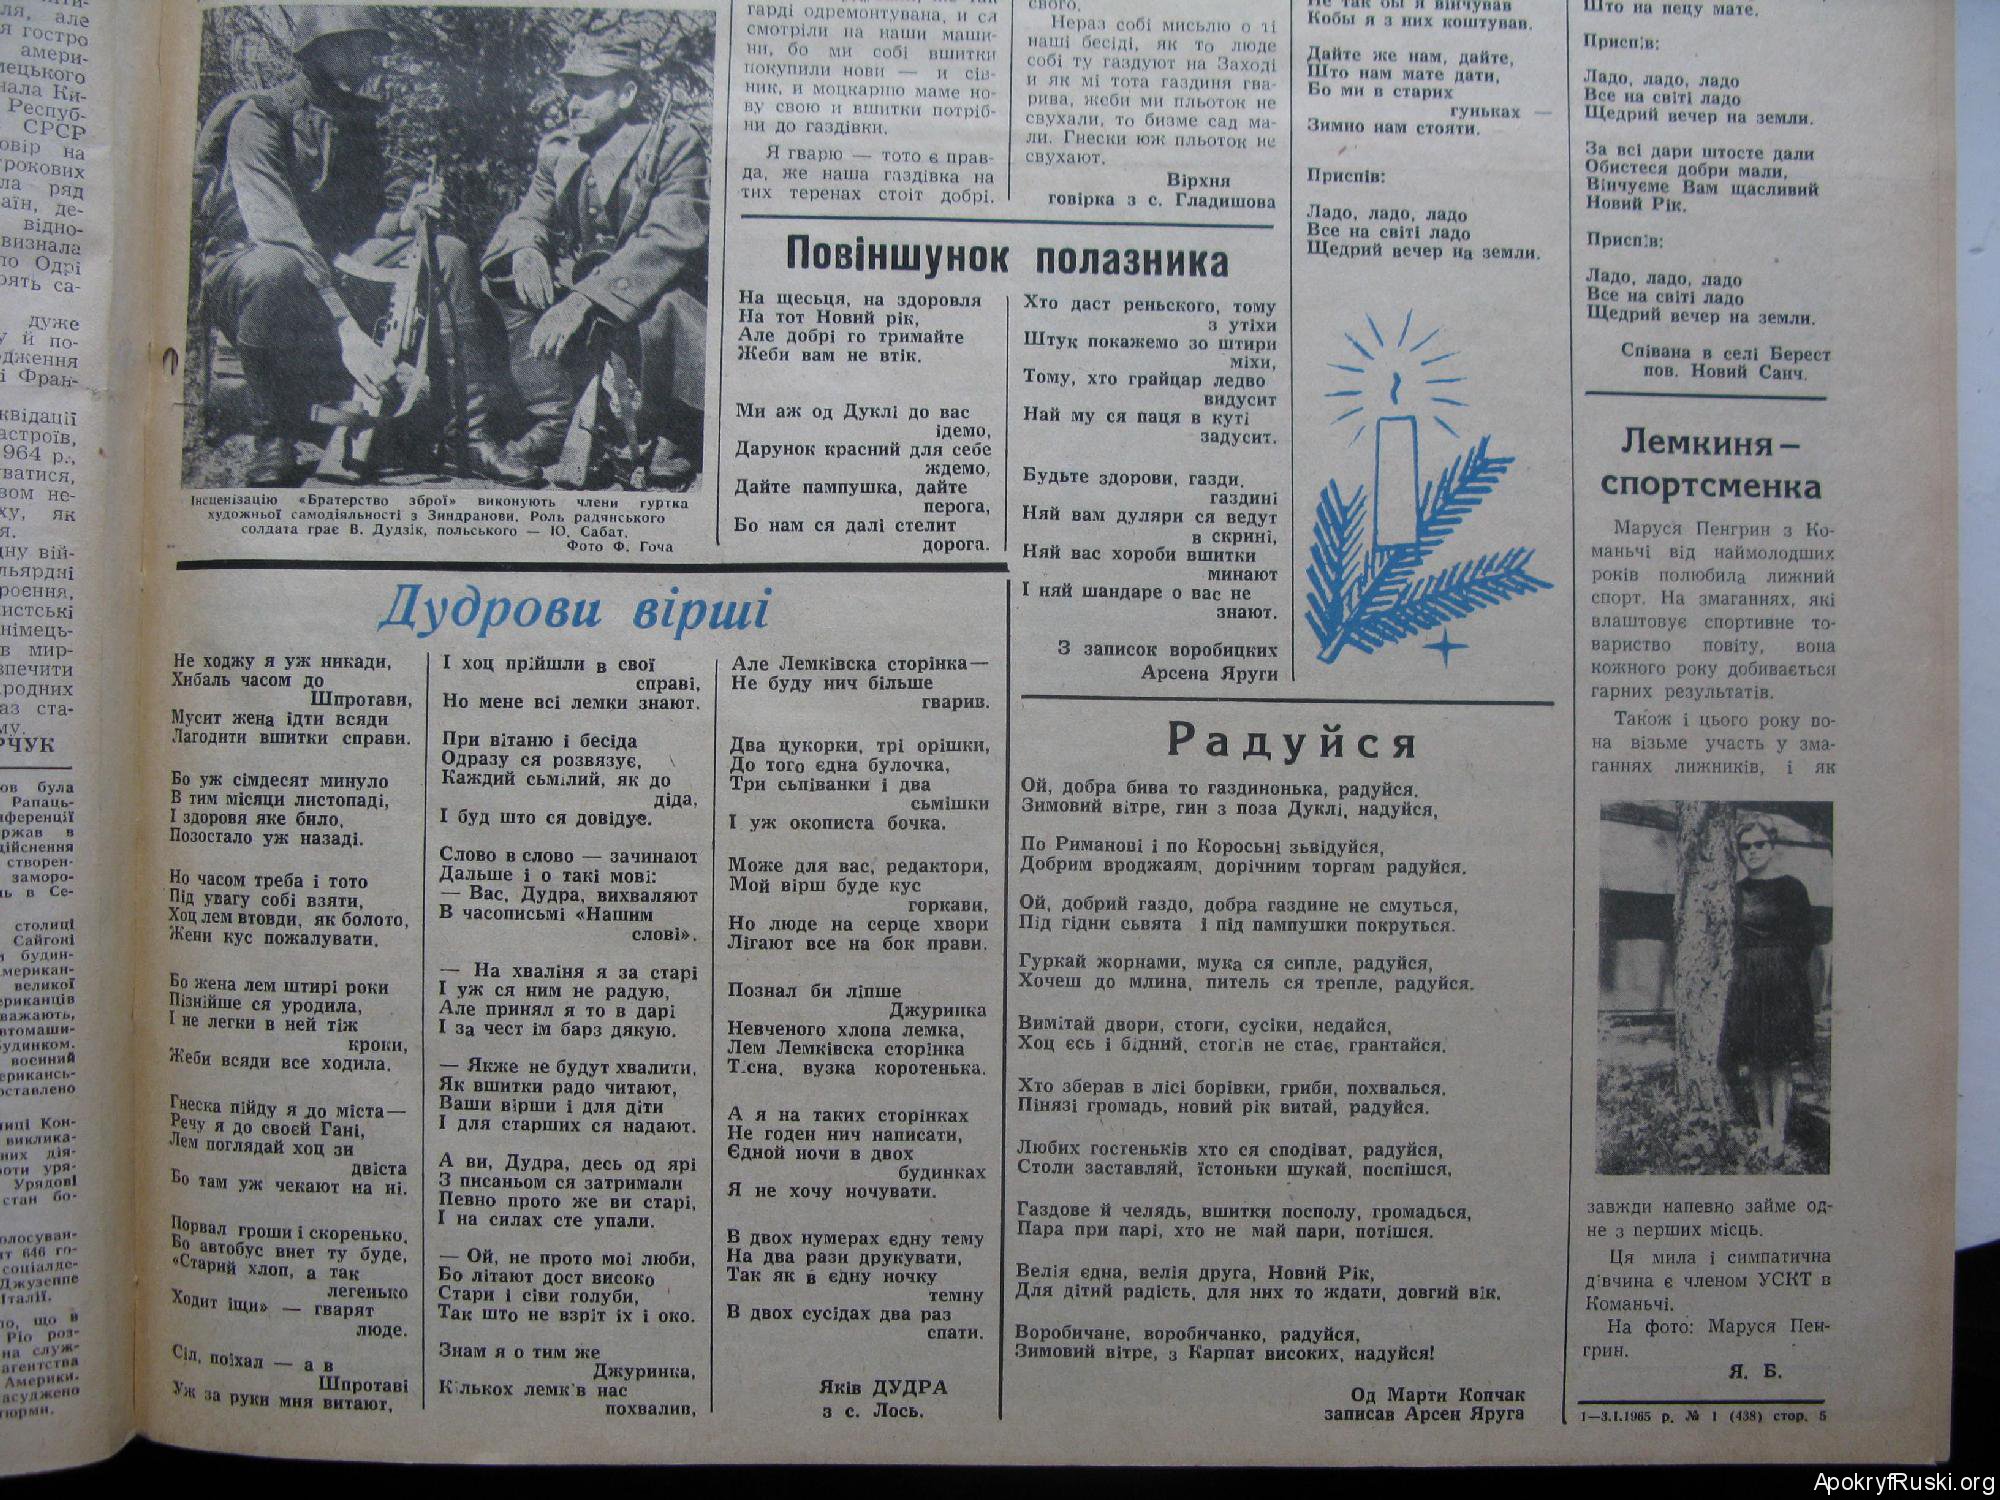 гарді одремонтувана, и ся
смотріли на наши маши-
ни, бо ми собі вшитки
покупили нови — и сів-
ник, и моцкарню маме но-
ву свою и вшитки потріб-
ни до газдівки.
Я гварю — тото є прав-
да, же наша газдівка на
тих теренах стоіт добрі.
свого.
Нераз собі мисьлю о ті
наші бесіді, як то люде
собі ту газдуют на Заході
и як мі тота газдиня гва-
рива, жеби ми пльоток не
свухали, то бизме сад ма-
ли. Гнески юж пльоток не
свухают.
Вірхня
говірка з с. Гладишова
Кобы я з них коштував.
Дайте же нам, дайте,
Што нам мате дати,
Бо ми в старих
гуньках —
Зимно нам стояти.
Приспів:
Ладо, ладо, ладо
Все на світі ладо
Щедрий вечер на земли.
Што на пецу мате.
Приспів:
Ладо, ладо, ладо
Все на світі ладо
Щедрий вечер на земли.
За всі дари штосте дали
Обистеся добри мали,
Вінчуєме Вам щасливий
Новий Рік.
Приспів:
Ладо, ладо, ладо
Все на світі ладо
Щедрий вечер на земли.
Співана в селі Берест
пов. Новий Санч.
Інсценізацію «Братерство зброї» виконують члени гуртка
художньої самодіяльності з Зиндранови. Роль радянського
солдата грає В. Дудзік, польського — Ю. Сабат.
Фото Ф. Гоча
Повіншунок полазника
На щесьця, на здоровля
На тот Новий рік,
Але добрі го тримайте
Жеби вам не втік.
Ми аж од Дуклі до вас
ідемо,
Дарунок красний для себе
ждемо,
Дайте пампушка, дайте
перога,
Бо нам ся далі стелит
дорога.
Хто даст реньского, тому
з утіхи
Штук покажемо зо штири
міхи,
Тому, хто грайцар ледво
видусит
Най му ся паця в куті
задусит.
Будьте здорови, газди,
газдині
Няй вам дуляри ся ведут
в скрині,
Няй вас хороби вшитки
минают
І няй шандаре о вас не
знают.
З записок воробицких
Арсена Яруги
Дудрови вірші
Не ходжу я уж никади,
Хибаль часом до
Шпротави,
Мусит жена ідти всяди
Лагодити вшитки справи.
Бо уж сімдесят минуло
В тим місяци листопаді,
І здоровя яке било,
Позостало уж назаді.
Но часом треба і тото
Під увагу собі взяти,
Хоц лем втовди, як болото,
Жени кус пожалувати.
Бо жена лем штирі роки
Пізнійше ся уродила,
І не легки в ней тіж
кроки,
Жеби всяди все ходила.
Гнеска пійду я до міста —
Речу я до своєй Гані,
Лем поглядай хоц зи
двіста
Бо там уж чекают на ні.
Порвал гроши і скоренько,
Бо автобус внет ту буде,
«Старий хлоп, а так
легенько
Ходит іщи» — гварят
люде.
Сіл, поіхал — а в
Шпротаві
Уж за руки мня витают,
І хоц прійшли в свої
справі,
Но мене всі лемки знают.
При вітаню і бесіда
Одразу ся розвязує,
Каждий сьмілий, як до
діда,
І буд што ся довідує.
Слово в слово — зачинают
Дальше і о такі мові:
— Вас, Дудра, вихваляют
В часописьмі «Нашим
слові».
— На хваліня я за старі
І уж ся ним не радую,
Але принял я то в дарі
І за чест ім барз дякую.
— Якже не будут хвалити,
Як вшитки радо читают,
Ваши вірши і для діти
І для старших ся надают.
А ви, Дудра, десь од ярі
З писаньом ся затримали
Певно прото же ви старі,
І на силах сте упали.
— Ой, не прото мої люби,
Бо літают дост високо
Стари і сіви голуби,
Так што не взріт іх і око.
Знам я о тим же
Джуринка,
Кількох лемків нас
похвалив,
Але Лемківска сторінка —
Не буду нич більше
гварив.
Два цукорки, трі орішки,
До того єдна булочка,
Три сьпіванки і два
сьмішки
І уж окописта бочка.
Може для вас, редактори,
Мой вірш буде кус
горкави,
Но люде на серце хвори
Лігают все на бок прави.
Познал би ліпше
Джуринка
Невченого хлопа лемка,
Лем Лемківска сторінка
Тісна, вузка коротенька.
А я на таких сторінках
Не годен нич написати,
Єдной ночи в двох
будинках
Я не хочу ночувати.
В двох нумерах єдну тему
На два рази друкувати,
Так як в єдну ночку
темну
В двох сусідах два раз
спати.
Яків ДУДРА
з с. Лось.
Радуйся
Ой, добра бива то газдинонька, радуйся.
Зимовий вітре, гин з поза Дуклі, надуйся,
По Риманові і по Коросьні зьвідуйся,
Добрим вроджаям, дорічним торгам радуйся.
Ой, добрий газдо, добра газдине не смуться,
Під гідни сьвята і під пампушки покруться.
Гуркай жорнами, мука ся сипле, радуйся,
Хочеш до млина, питель ся трепле, радуйся.
Вимітай двори, стоги, сусіки, недайся,
Хоц єсь і бідний, стогів не стає, грантайся.
Хто зберав в лісі борівки, гриби, похвалься.
Пінязі громадь, новий рік витай, радуйся.
Любих гостеньків хто ся сподіват, радуйся,
Столи заставляй, їстоньки шукай, поспішся,
Газдове й челядь, вшитки посполу, громадься,
Пара при парі, хто не май пари, потішся.
Велія єдна, велія друга, Новий Рік,
Для дітий радість, для них то ждати, довгий вік.
Воробичане, воробичанко, радуйся,
Зимовий вітре, з Карпат високих, надуйся!
Од Марти Копчак
записав Арсен Яруга
Лемкиня —
спортсменка
Маруся Пенгрин з Ко-
маньчі від наймолодших
років полюбила лижний
спорт. На змаганнях, які
влаштовує спортивне то-
вариство повіту, вона
кожного року добивається
гарних результатів.
Також і цього року во-
на візьме участь у зма-
ганнях лижників, і як
завжди напевно займе од-
не з перших місць.
Ця мила і симпатична
дівчина є членом УСКТ в
Команьчі.
На фото: Маруся Пен-
грин.
Я. Б.
1—3.I.1965 р. № 1 (438) стор. 5
ApokryfRuski.org